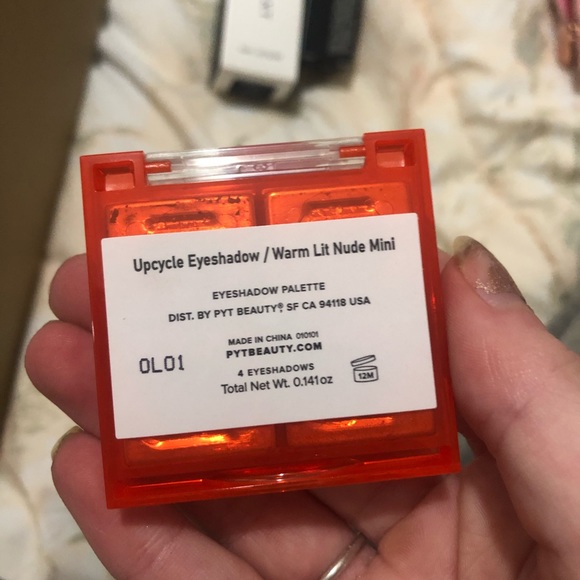 Upcycle Eyeshadow / Warm Lit Nude Mini
EYESHADOW PALETTE
DIST. BY PYT BEAUTY® SF CA 94118 USA
MADE IN CHINA 010101
PYTBEAUTY.COM
0L01
4 EYESHADOWS
Total Net Wt. 0.141oz
12M